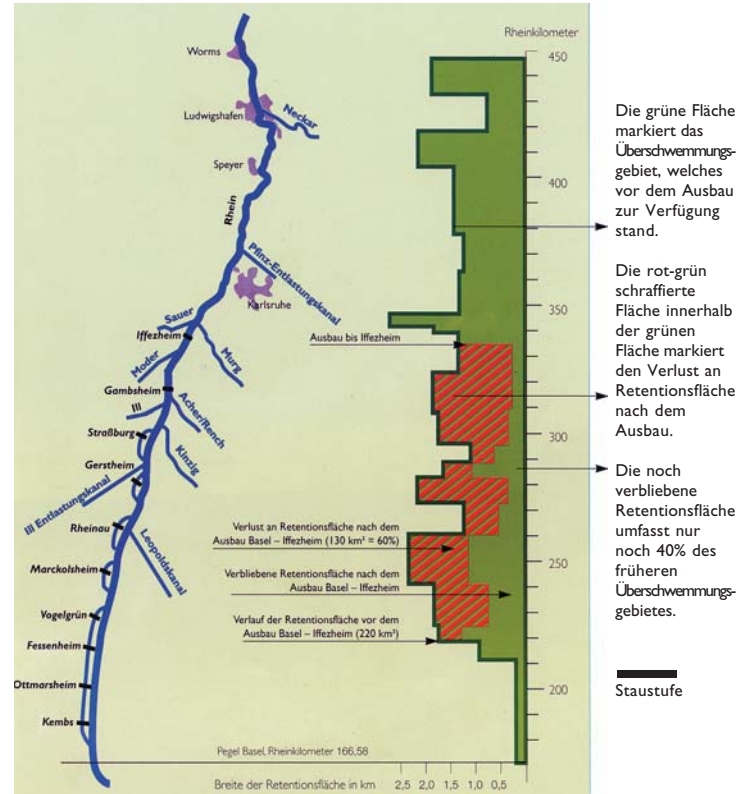 Rheinkilometer
450
400
350
300
250
200
Worms
Ludwigshafen
Neckar
Speyer
Rhein
Pfinz-Entlastungskanal
Karlsruhe
Sauer
Iffezheim
Moder
Murg
Gambsheim
Ill
Acher/Rench
Straßburg
Kinzig
Gerstheim
Ill Entlastungskanal
Rheinau
Leopoldskanal
Marckolsheim
Vogelgrün
Fessenheim
Ottmarsheim
Kembs
Ausbau bis Iffezheim
Verlust an Retentionsfläche nach dem
Ausbau Basel – Iffezheim (130 km² = 60%)
Verbliebene Retentionsfläche nach dem
Ausbau Basel – Iffezheim
Verlauf der Retentionsfläche vor dem
Ausbau Basel – Iffezheim (220 km²)
Pegel Basel, Rheinkilometer 166,58
Breite der Retentionsfläche in km
2,5 2,0 1,5 1,0 0,5
Die grüne Fläche
markiert das
Überschwemmungs-
gebiet, welches
vor dem Ausbau
zur Verfügung
stand.
Die rot-grün
schraffierte
Fläche innerhalb
der grünen
Fläche markiert
den Verlust an
Retentionsfläche
nach dem
Ausbau.
Die noch
verbliebene
Retentionsfläche
umfasst nur
noch 40% des
früheren
Überschwemmungs-
gebietes.
Staustufe